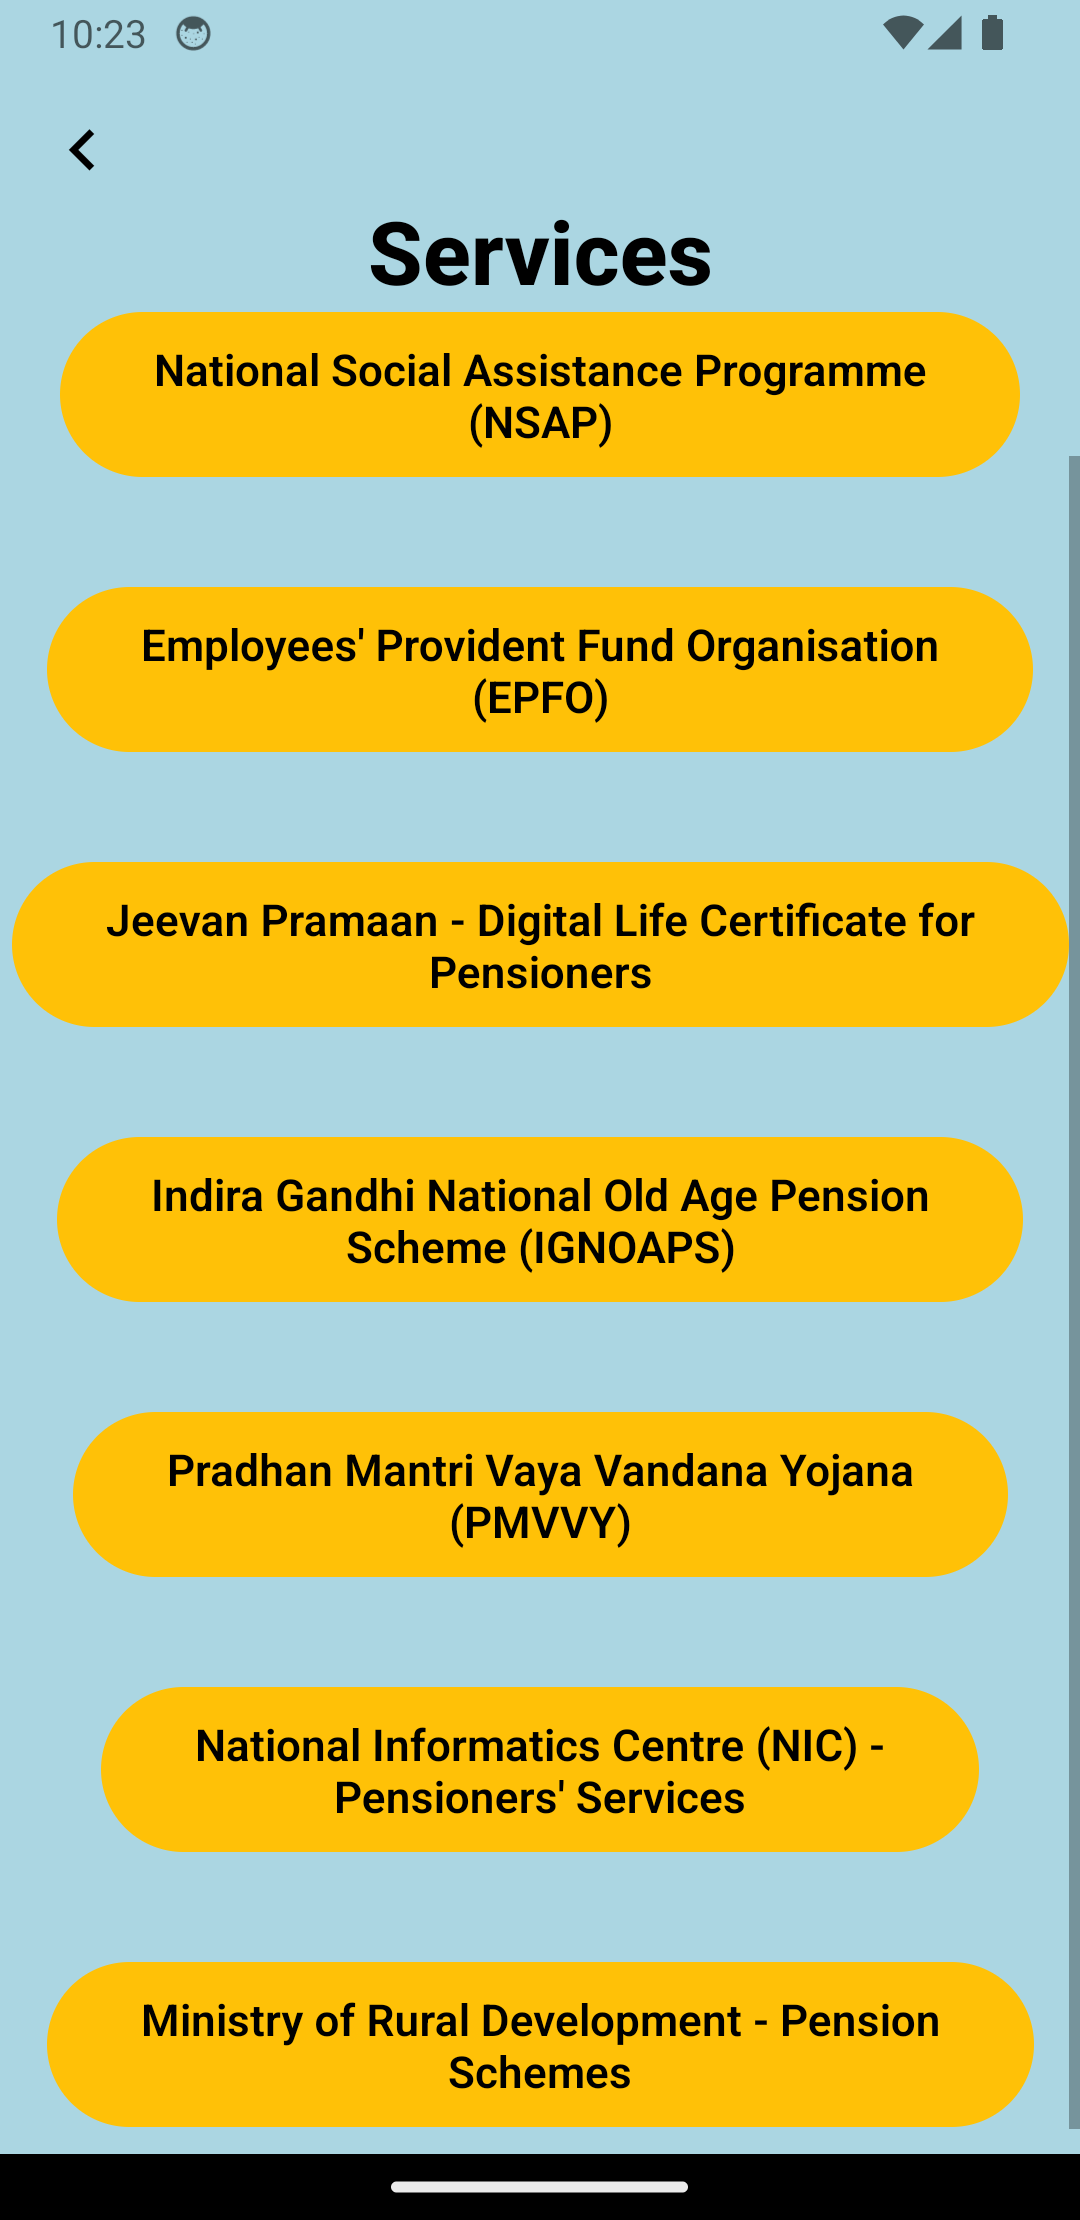 10:23
Services
National Social Assistance Programme
(NSAP)
Employees' Provident Fund Organisation
(EPFO)
Jeevan Pramaan - Digital Life Certificate for
Pensioners
Indira Gandhi National Old Age Pension
Scheme (IGNOAPS)
Pradhan Mantri Vaya Vandana Yojana
(PMVVY)
National Informatics Centre (NIC) -
Pensioners' Services
Ministry of Rural Development - Pension
Schemes